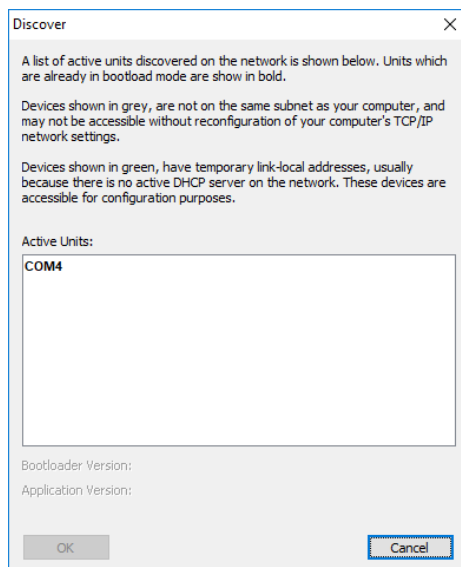 Discover
A list of active units discovered on the network is shown below. Units which
are already in bootload mode are show in bold.
Devices shown in grey, are not on the same subnet as your computer, and
may not be accessible without reconfiguration of your computer's TCP/IP
network settings.
Devices shown in green, have temporary link-local addresses, usually
because there is no active DHCP server on the network. These devices are
accessible for configuration purposes.
Active Units:
COM4
Bootloader Version:
Application Version:
OK Cancel